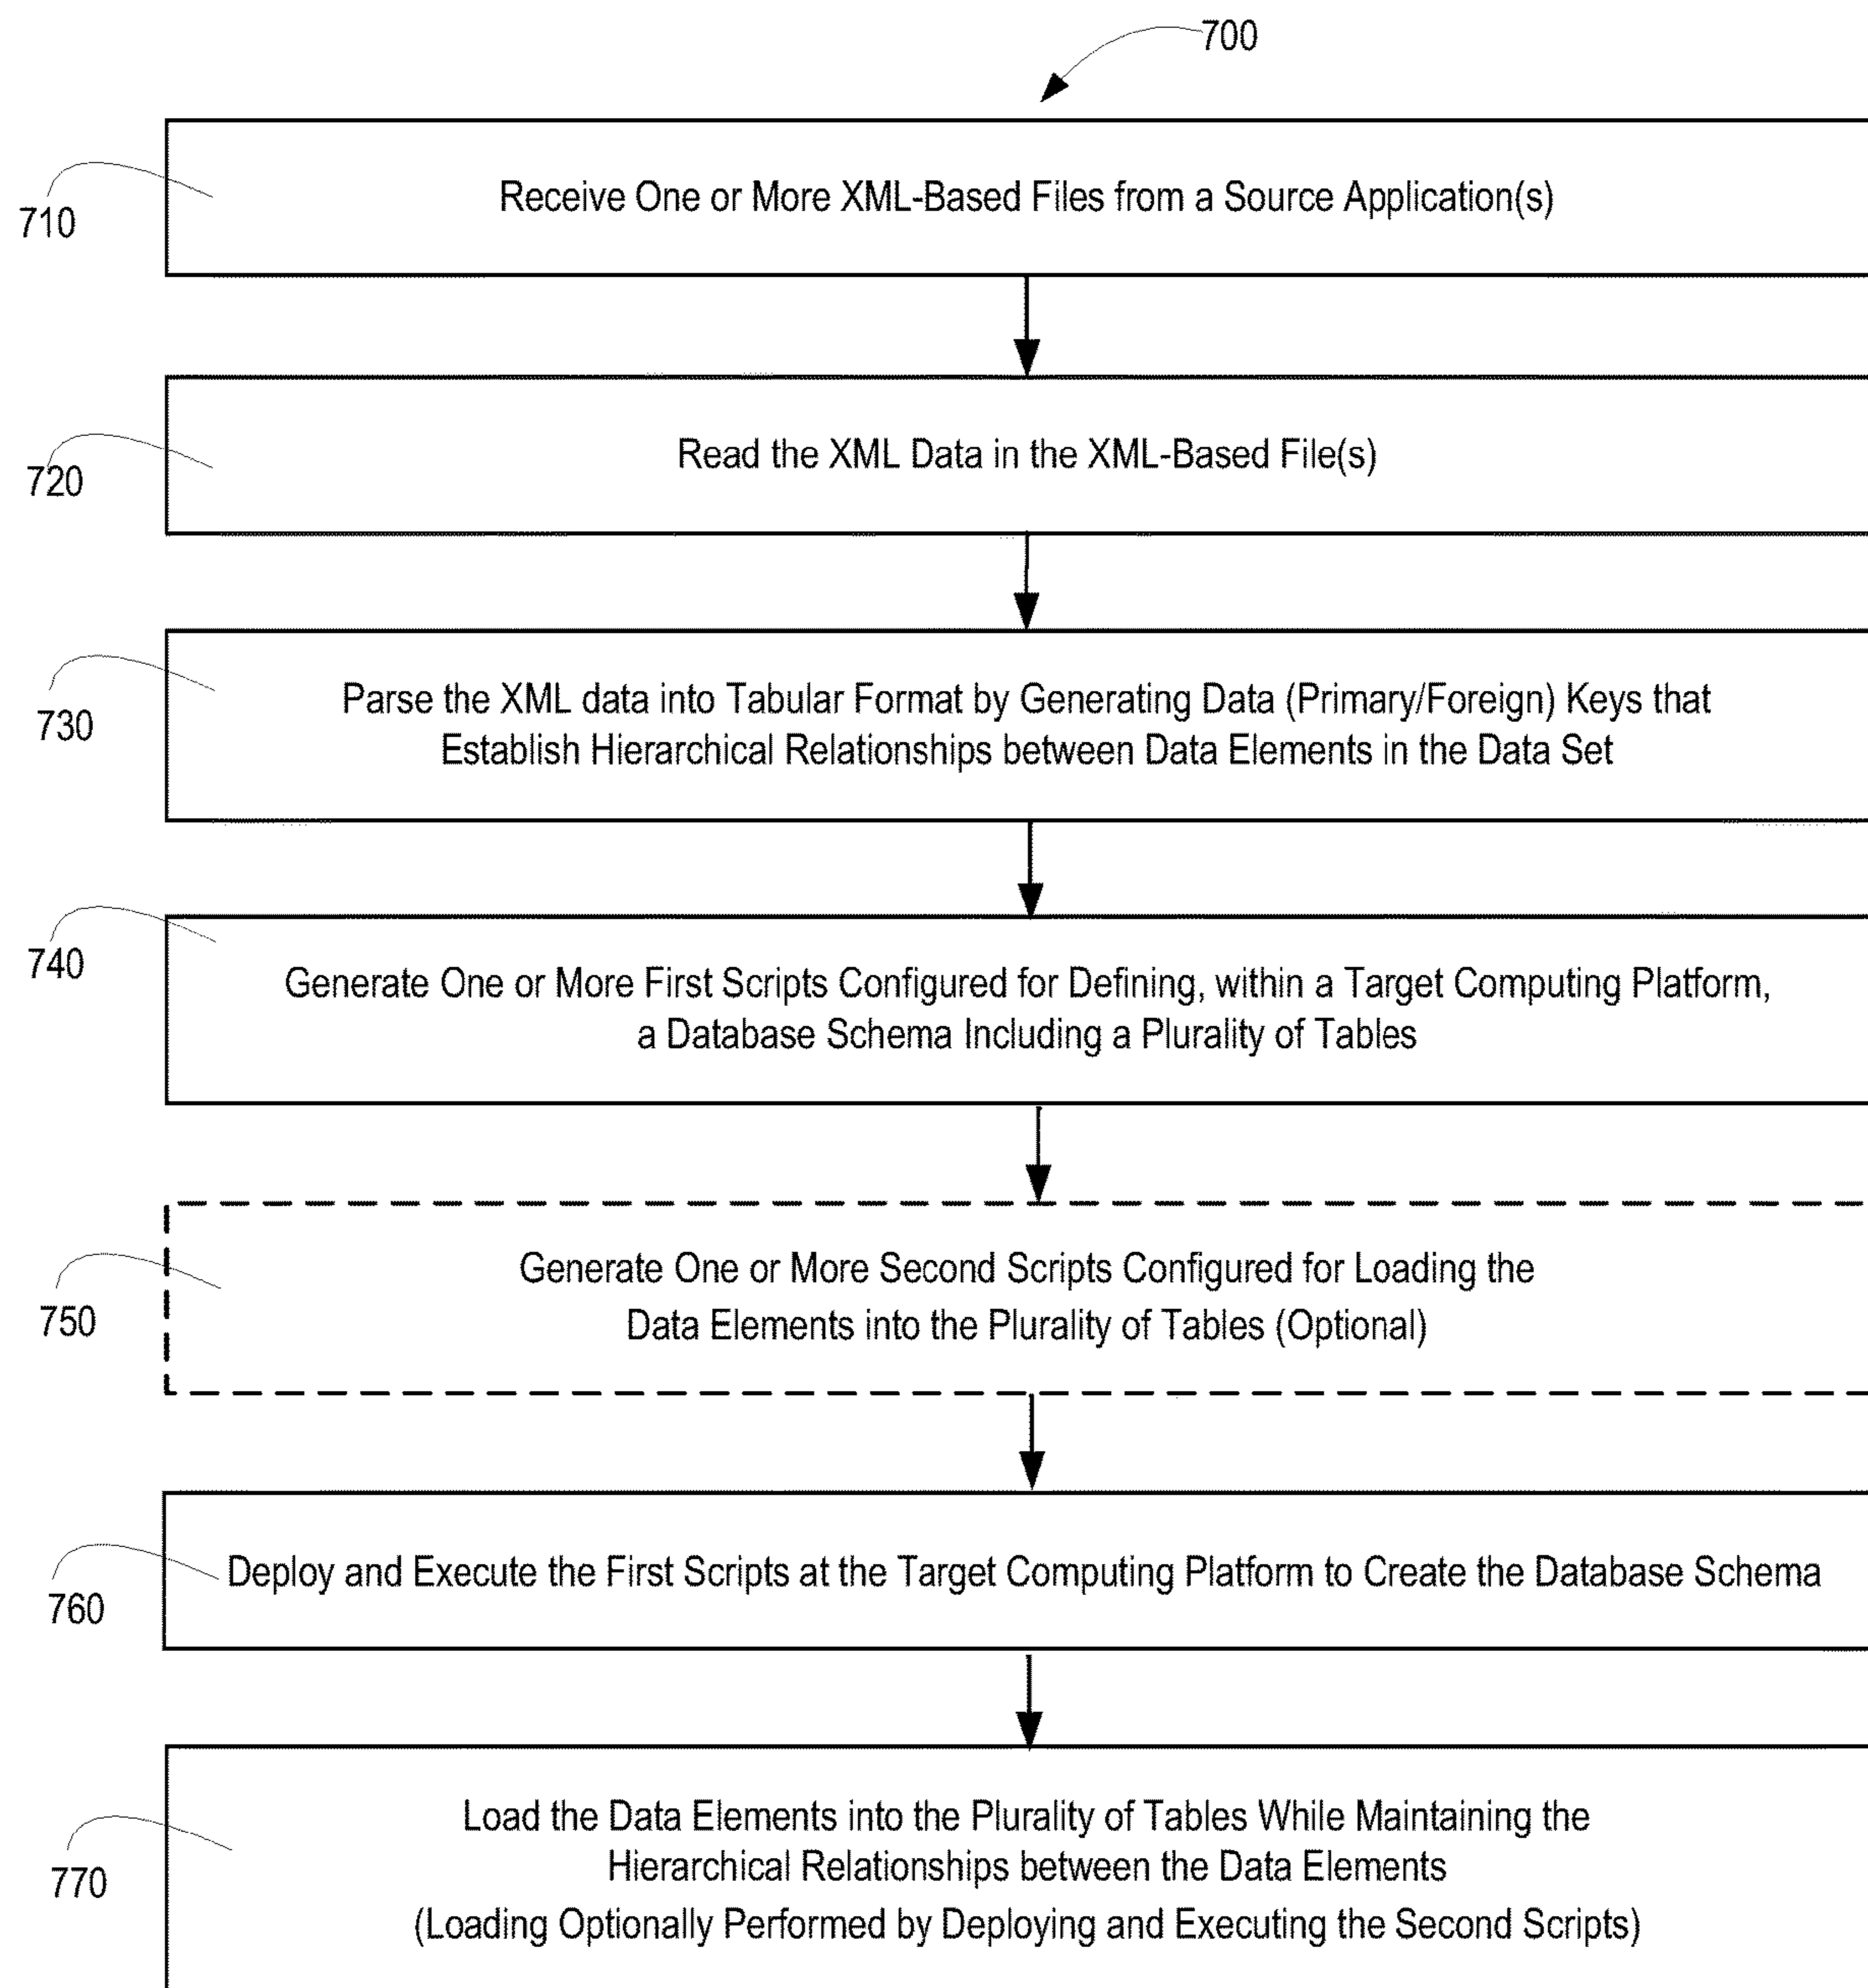 700
710
Receive One or More XML-Based Files from a Source Application(s)
720
Read the XML Data in the XML-Based File(s)
730
Parse the XML data into Tabular Format by Generating Data (Primary/Foreign) Keys that
Establish Hierarchical Relationships between Data Elements in the Data Set
740
Generate One or More First Scripts Configured for Defining, within a Target Computing Platform,
a Database Schema Including a Plurality of Tables
750
Generate One or More Second Scripts Configured for Loading the
Data Elements into the Plurality of Tables (Optional)
760
Deploy and Execute the First Scripts at the Target Computing Platform to Create the Database Schema
770
Load the Data Elements into the Plurality of Tables While Maintaining the
Hierarchical Relationships between the Data Elements
(Loading Optionally Performed by Deploying and Executing the Second Scripts)